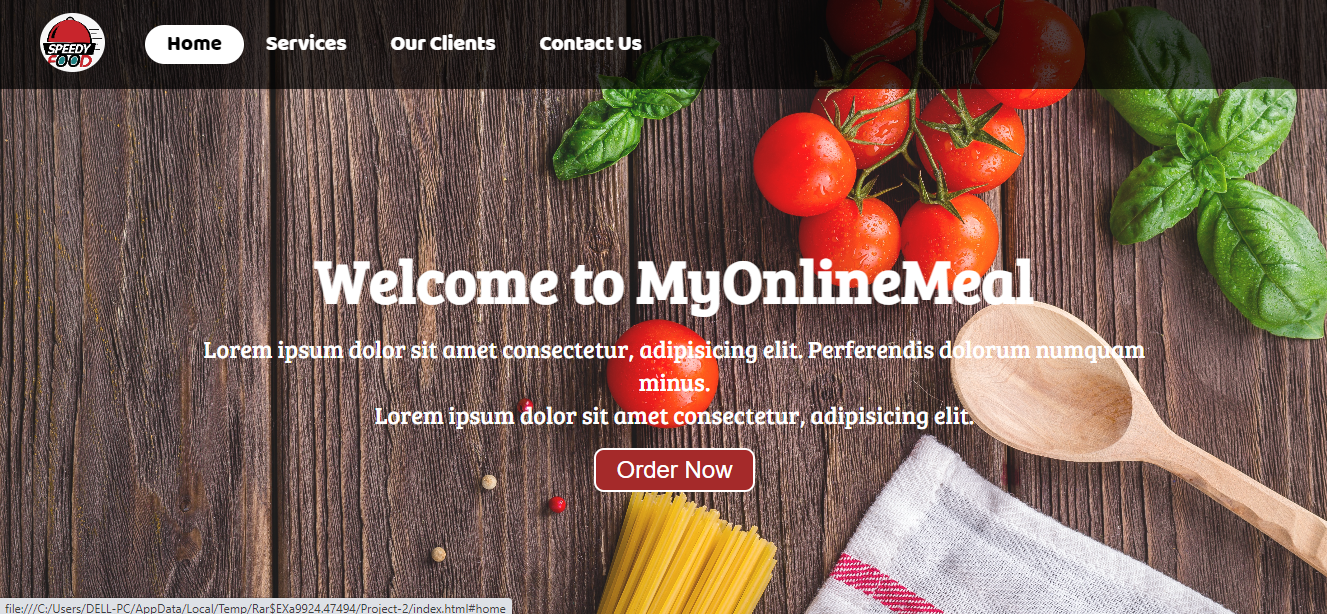 SPEEDY
FOOD
Home Services Our Clients Contact Us
Welcome to MyOnlineMeal
Lorem ipsum dolor sit amet consectetur, adipisicing elit. Perferendis dolorum numquam
minus.
Lorem ipsum dolor sit amet consectetur, adipisicing elit.
Order Now
file:///C:/Users/DELL-PC/AppData/Local/Temp/Rar$EXa9924.47494/Project-2/index.html#home